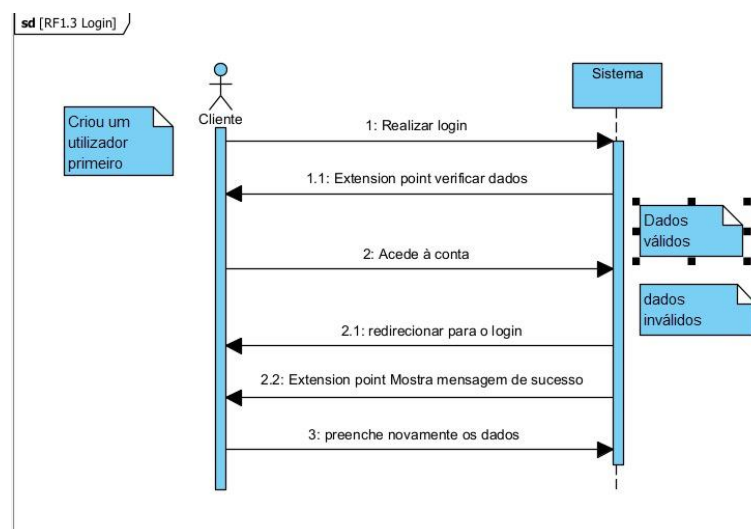 sd [RF1.3 Login]
Cliente
Sistema
Criou um
utilizador
primeiro
1: Realizar login
1.1: Extension point verificar dados
Dados
válidos
2: Acede à conta
dados
inválidos
2.1: redirecionar para o login
2.2: Extension point Mostra mensagem de sucesso
3: preenche novamente os dados